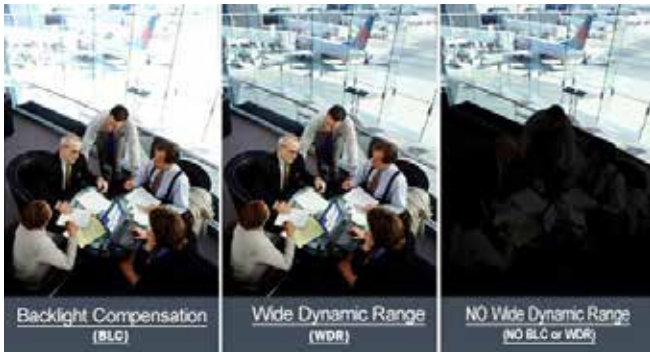 Backlight Compensation
(BLC)
Wide Dynamic Range
(WDR)
NO Wide Dynamic Range
(NO BLC or WDR)